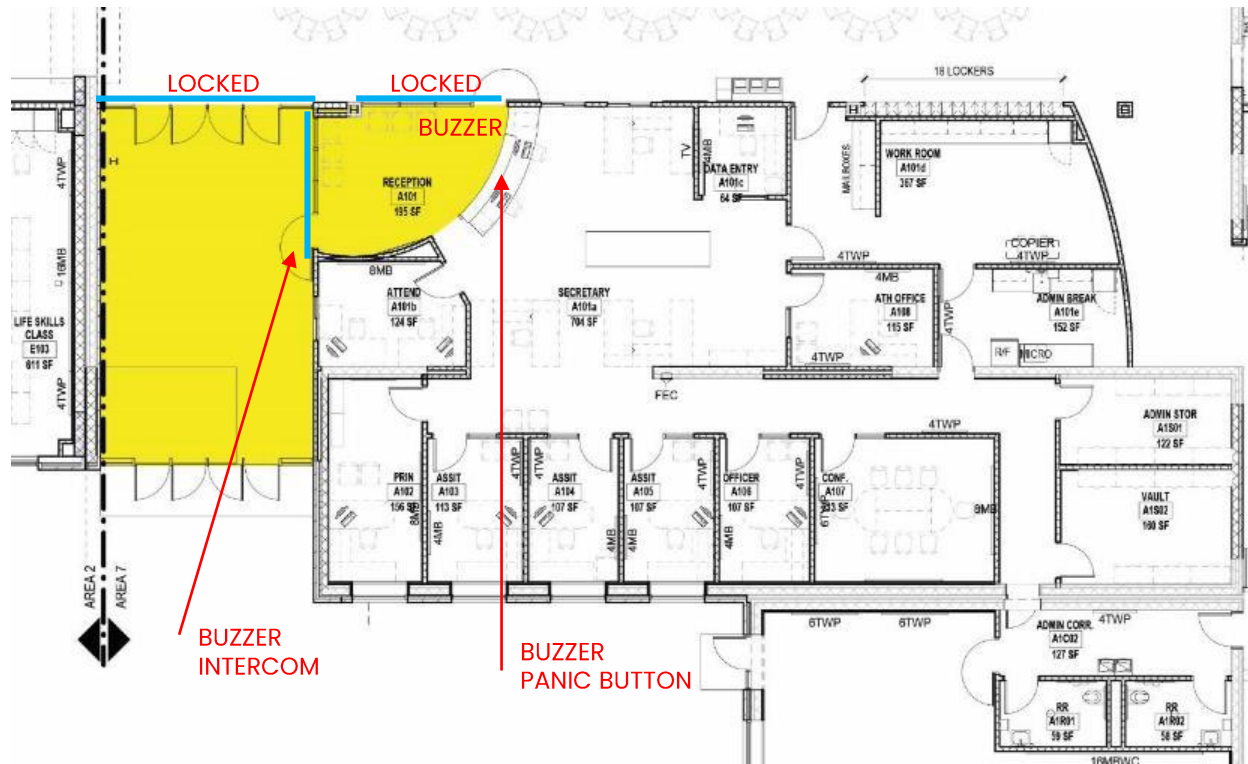 18 LOCKERS
LOCKED
LOCKED
BUZZER
H
H
H
H
4TWP
16MB
4TWP
LIFE SKILLS
CLASS
E103
611 SF
RECEPTION
A101
195 SF
TV
4MB
DATA ENTRY
A101c
64 SF
MAILBOXES
WORK ROOM
A101d
367 SF
COPIER
4TWP
4TWP
8MB
ATTEND
A101b
124 SF
SECRETARY
A101a
704 SF
4MB
ATH OFFICE
A108
115 SF
4TWP
4TWP
ADMIN BREAK
A101e
152 SF
R/F
MICRO
FEC
4TWP
ADMIN STOR
A1S01
122 SF
PRIN
A102
156 SF
8MB
ASSIT
A103
113 SF
4TWP
4MB
ASSIT
A104
107 SF
4TWP
4MB
ASSIT
A105
107 SF
4TWP
4MB
OFFICER
A106
107 SF
4TWP
6TWP
CONF.
A107
8MB
VAULT
A1S02
160 SF
AREA 2
AREA 7
BUZZER
INTERCOM
BUZZER
PANIC BUTTON
6TWP
6TWP
ADMIN CORR.
A1C02
127 SF
4TWP
RR
A1R01
59 SF
RR
A1R02
58 SF
16MBWC